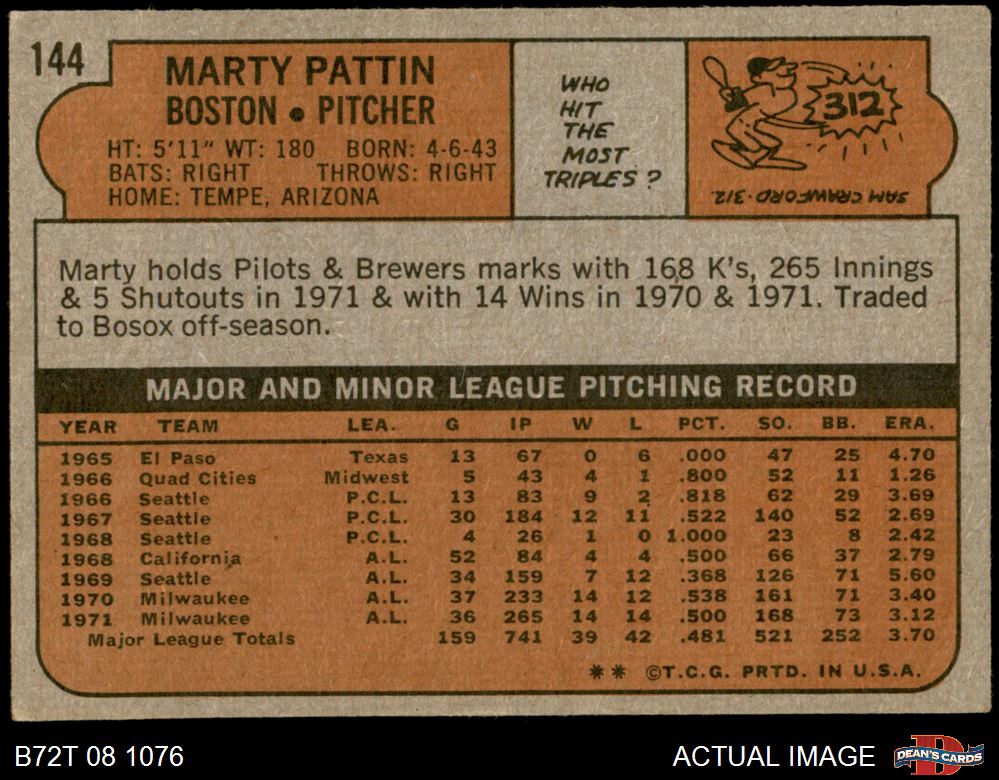 144
MARTY PATTIN
BOSTON • PITCHER
HT: 5'11" WT: 180 BORN: 4-6-43
BATS: RIGHT THROWS: RIGHT
HOME: TEMPE, ARIZONA
WHO
HIT
THE
MOST
TRIPLES?
312
SAM CRAWFORD-312.
Marty holds Pilots & Brewers marks with 168 K's, 265 Innings
& 5 Shutouts in 1971 & with 14 Wins in 1970 & 1971. Traded
to Bosox off-season.
MAJOR AND MINOR LEAGUE PITCHING RECORD
YEAR TEAM LEA. G IP W L PCT. SO. BB. ERA.
1965 El Paso Texas 13 67 0 6 .000 47 25 4.70
1966 Quad Cities Midwest 5 43 4 1 .800 52 11 1.26
1966 Seattle P.C.L. 13 83 9 2 .818 62 29 3.69
1967 Seattle P.C.L. 30 184 12 11 .522 140 52 2.69
1968 Seattle P.C.L. 4 26 1 0 1.000 23 8 2.42
1968 California A.L. 52 84 4 4 .500 66 37 2.79
1969 Seattle A.L. 34 159 7 12 .368 126 71 5.60
1970 Milwaukee A.L. 37 233 14 12 .538 161 71 3.40
1971 Milwaukee A.L. 36 265 14 14 .500 168 73 3.12
Major League Totals 159 741 39 42 .481 521 252 3.70
** ©T.C.G. PRTD. IN U.S.A.
B72T 08 1076
ACTUAL IMAGE
DEAN'S CARDS